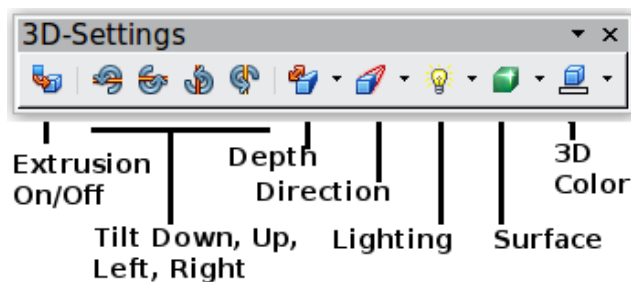 3D-Settings
Extrusion
On/Off
Tilt Down, Up,
Left, Right
Depth
Direction
Lighting
Surface
3D
Color